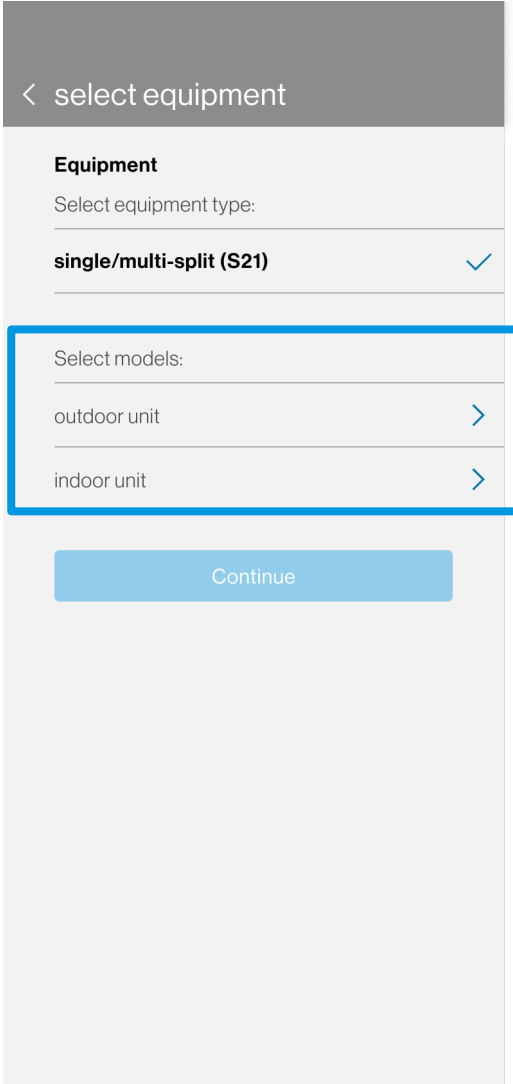 select equipment
Equipment
Select equipment type:
single/multi-split (S21)
Select models:
outdoor unit
indoor unit
Continue